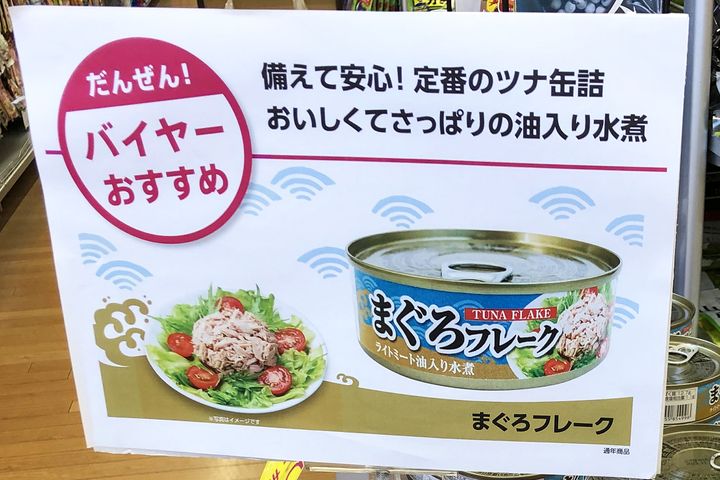 だんぜん!
バイヤー
おすすめ
備えて安心! 定番のツナ缶詰
おいしくてさっぱりの油入り水煮
TUNA FLAKE
まぐろフレーク
ライトミート油入り水煮
※写真はイメージです
まぐろフレーク
通年商品